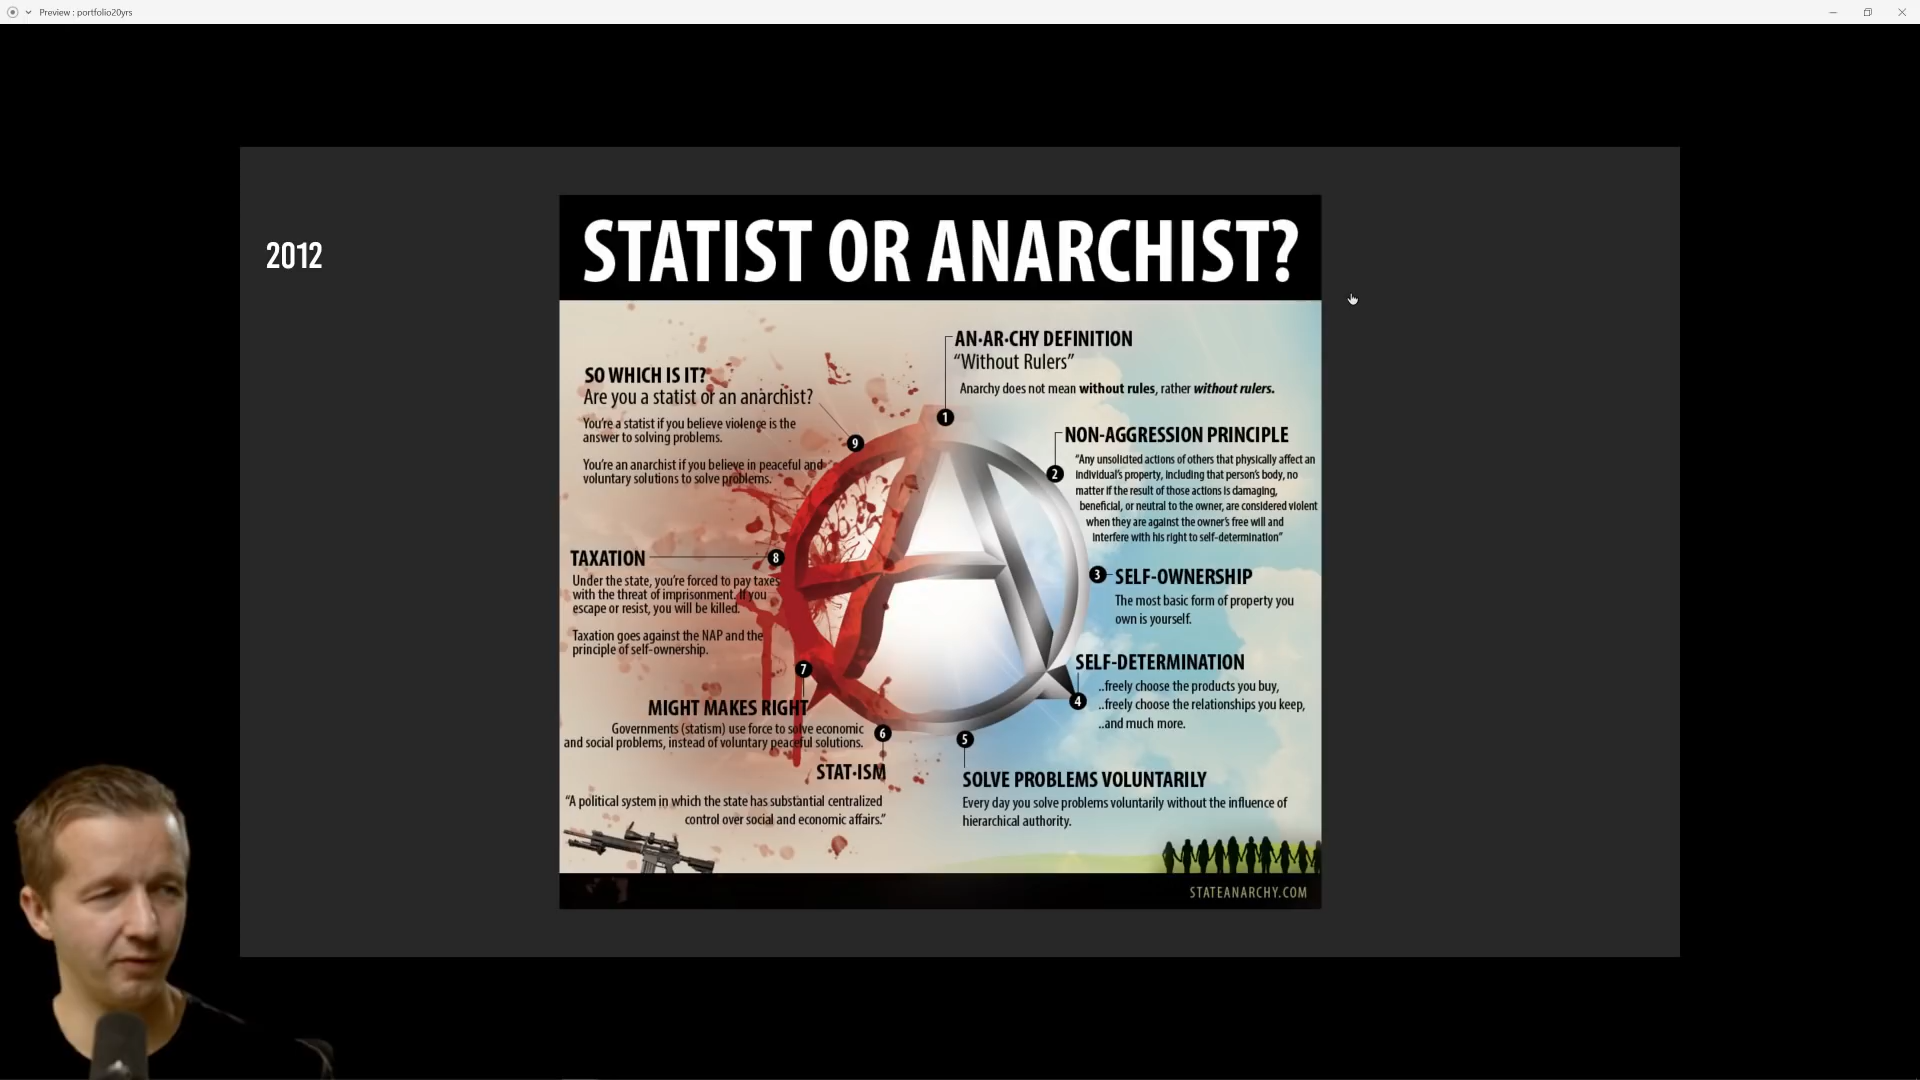 Preview : portfolio20yrs
2012
STATIST OR ANARCHIST?
AN·AR·CHY DEFINITION
“Without Rulers”
Anarchy does not mean without rules, rather without rulers.
1
NON-AGGRESSION PRINCIPLE
“Any unsolicited actions of others that physically affect an
individual's property, including that person's body, no
matter if the result of those actions is damaging,
beneficial, or neutral to the owner, are considered violent
when they are against the owner's free will and
interfere with his right to self-determination”
2
3
SELF-OWNERSHIP
The most basic form of property you
own is yourself.
SELF-DETERMINATION
..freely choose the products you buy,
..freely choose the relationships you keep,
..and much more.
4
5
SOLVE PROBLEMS VOLUNTARILY
Every day you solve problems voluntarily without the influence of
hierarchical authority.
6
STAT·ISM
“A political system in which the state has substantial centralized
control over social and economic affairs.”
7
MIGHT MAKES RIGHT
Governments (statism) use force to solve economic
and social problems, instead of voluntary peaceful solutions.
TAXATION
8
Under the state, you're forced to pay taxes
with the threat of imprisonment. If you
escape or resist, you will be killed.
Taxation goes against the NAP and the
principle of self-ownership.
SO WHICH IS IT?
Are you a statist or an anarchist?
9
You're a statist if you believe violence is the
answer to solving problems.
You're an anarchist if you believe in peaceful and
voluntary solutions to solve problems.
STATEANARCHY.COM